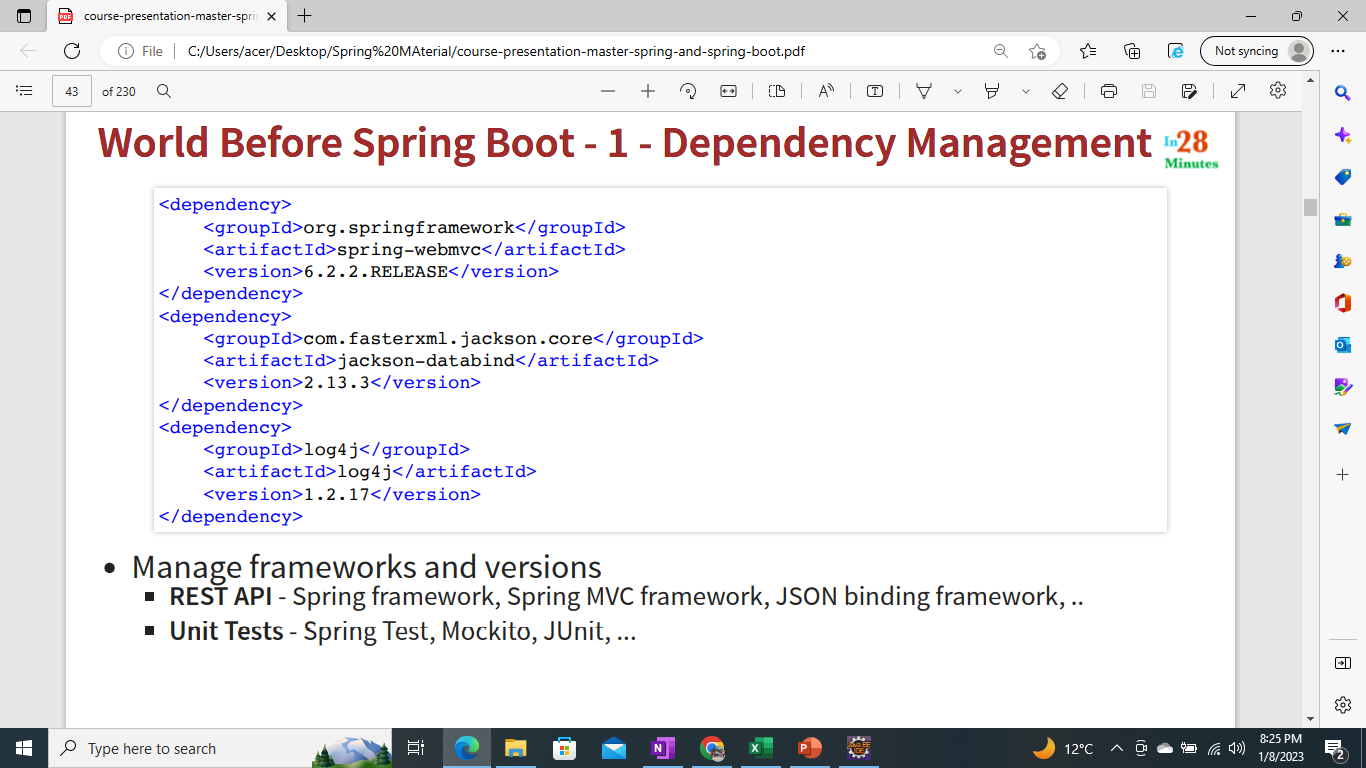 course-presentation-master-spri
File
C:/Users/acer/Desktop/Spring%20MAterial/course-presentation-master-spring-and-spring-boot.pdf
Not syncing
43 of 230
World Before Spring Boot - 1 - Dependency Management
In 28
Minutes
<dependency>
    <groupId>org.springframework</groupId>
    <artifactId>spring-webmvc</artifactId>
    <version>6.2.2.RELEASE</version>
</dependency>
<dependency>
    <groupId>com.fasterxml.jackson.core</groupId>
    <artifactId>jackson-databind</artifactId>
    <version>2.13.3</version>
</dependency>
<dependency>
    <groupId>log4j</groupId>
    <artifactId>log4j</artifactId>
    <version>1.2.17</version>
</dependency>
Manage frameworks and versions
REST API - Spring framework, Spring MVC framework, JSON binding framework, ..
Unit Tests - Spring Test, Mockito, JUnit, ...
Type here to search
12°C
8:25 PM
1/8/2023
2